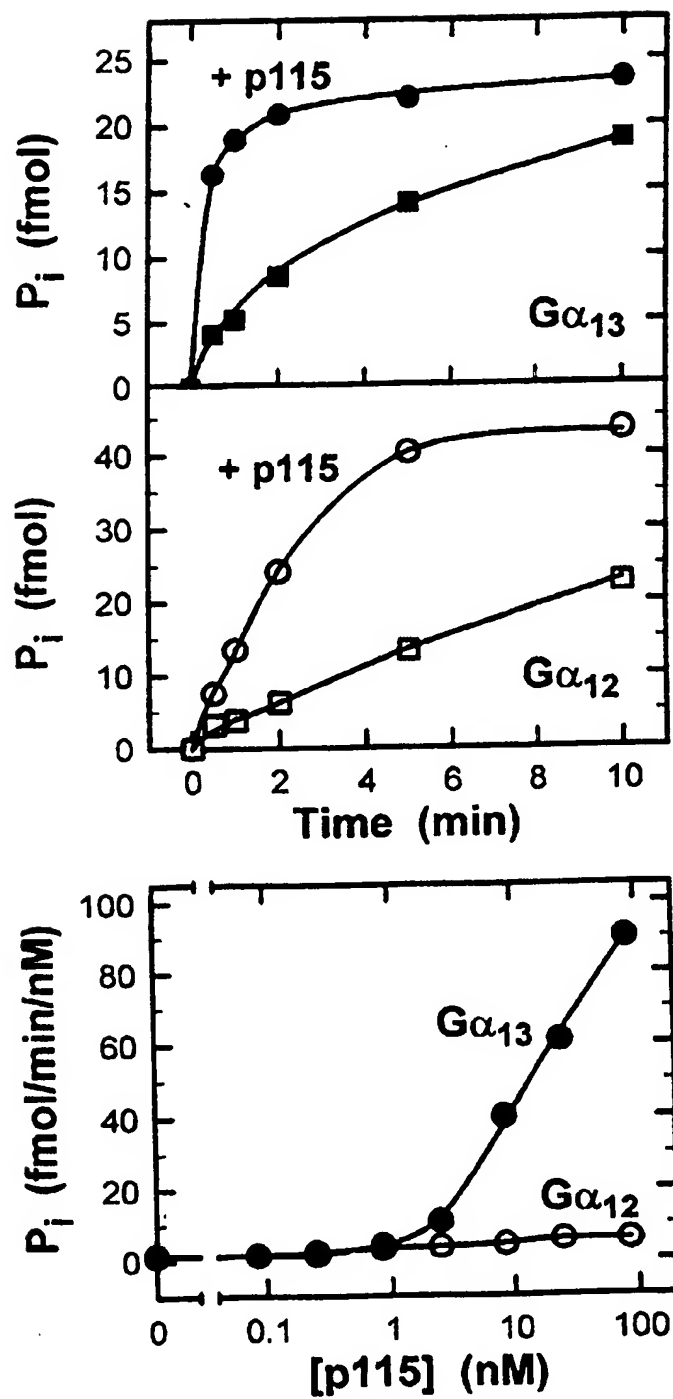 25
20
15
10
5
0
Pi (fmol)
+ p115
Gα13
40
30
20
10
0
Pi (fmol)
+ p115
Gα12
0 2 4 6 8 10
Time (min)
100
80
60
40
20
0
Pi (fmol/min/nM)
Gα13
Gα12
0 0.1 1 10 100
[p115] (nM)